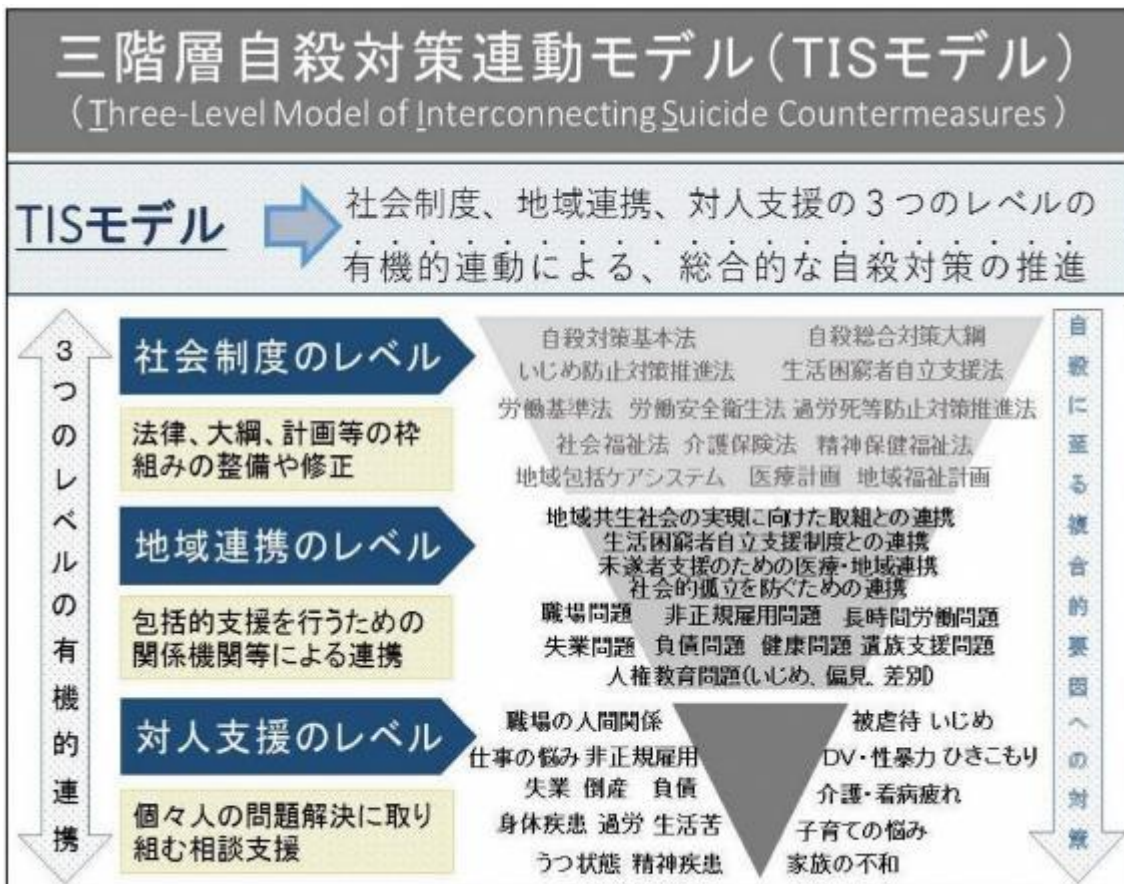 三階層自殺対策連動モデル（TISモデル）
（Three-Level Model of Interconnecting Suicide Countermeasures）
TISモデル
社会制度、地域連携、対人支援の３つのレベルの
有機的連動による、総合的な自殺対策の推進
３つのレベルの有機的連携
社会制度のレベル
法律、大綱、計画等の枠
組みの整備や修正
自殺対策基本法 自殺総合対策大綱
いじめ防止対策推進法 生活困窮者自立支援法
労働基準法 労働安全衛生法 過労死等防止対策推進法
社会福祉法 介護保険法 精神保健福祉法
地域包括ケアシステム 医療計画 地域福祉計画
地域連携のレベル
包括的支援を行うための
関係機関等による連携
地域共生社会の実現に向けた取組との連携
生活困窮者自立支援制度との連携
未遂者支援のための医療・地域連携
社会的孤立を防ぐための連携
職場問題 非正規雇用問題 長時間労働問題
失業問題 負債問題 健康問題 遺族支援問題
人権教育問題（いじめ、偏見、差別）
対人支援のレベル
個々人の問題解決に取り
組む相談支援
職場の人間関係 被虐待 いじめ
仕事の悩み 非正規雇用 DV・性暴力 ひきこもり
失業 倒産 負債 介護・看病疲れ
身体疾患 過労 生活苦 子育ての悩み
うつ状態 精神疾患 家族の不和
自殺に至る複合的要因への対策